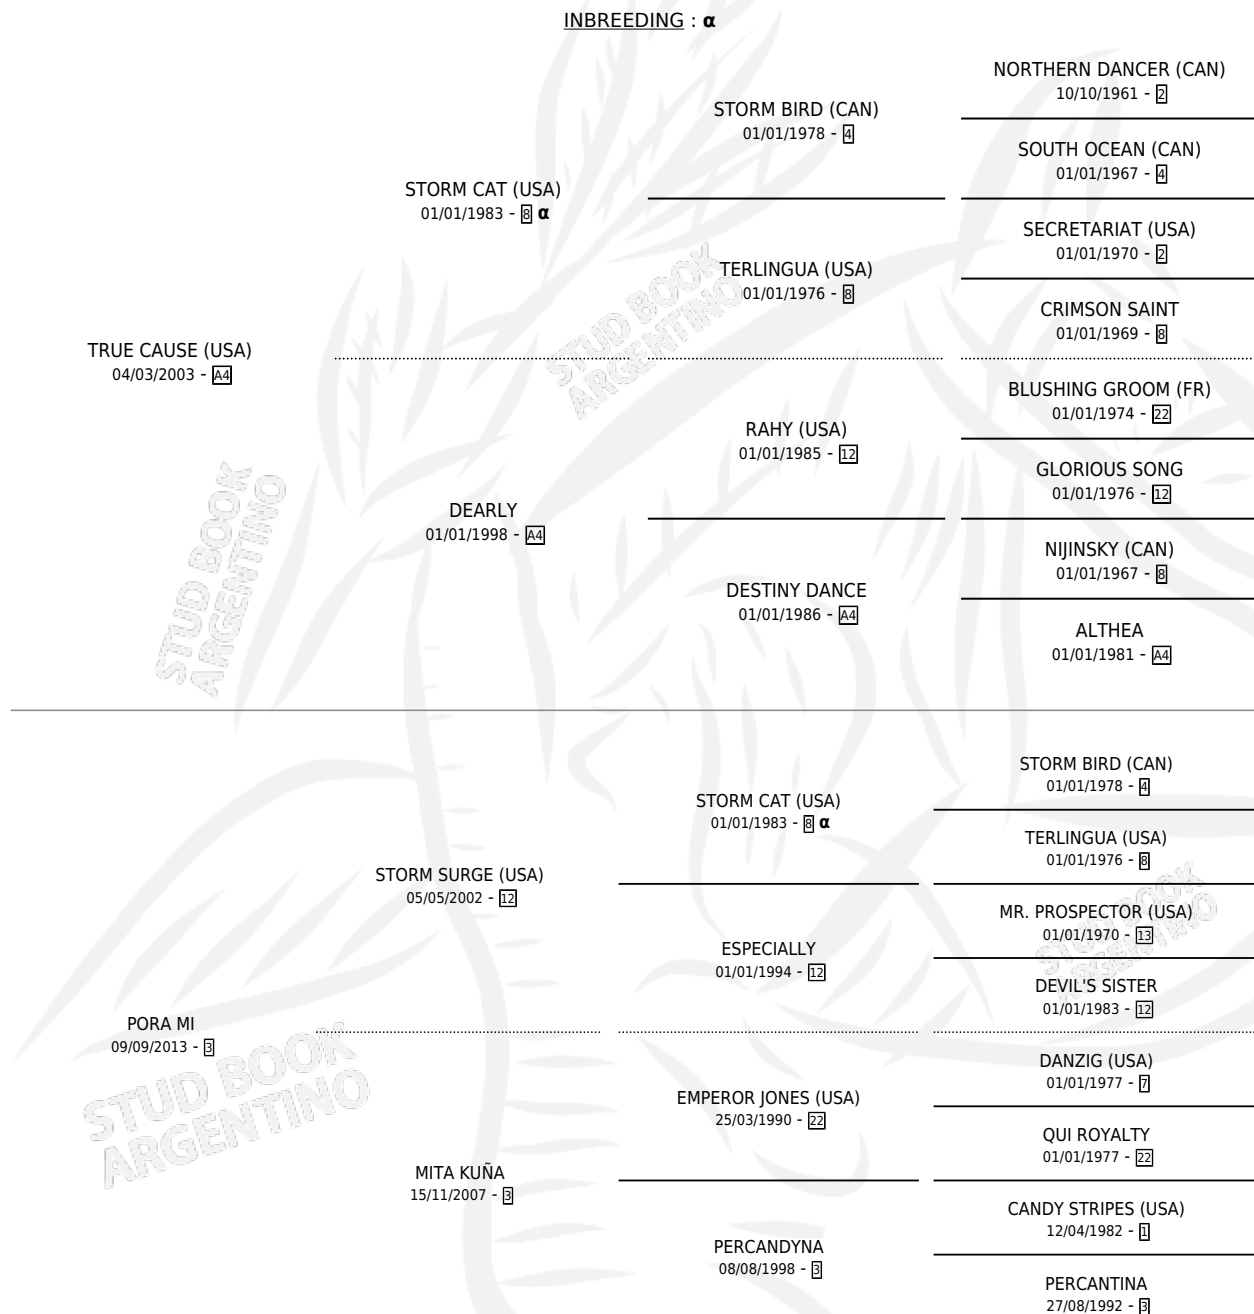 INBREEDING : α
NORTHERN DANCER (CAN)
10/10/1961 - 2
STORM BIRD (CAN)
01/01/1978 - 4
SOUTH OCEAN (CAN)
01/01/1967 - 4
STORM CAT (USA)
01/01/1983 - 8 α
SECRETARIAT (USA)
01/01/1970 - 2
TERLINGUA (USA)
01/01/1976 - 8
CRIMSON SAINT
01/01/1969 - 8
TRUE CAUSE (USA)
04/03/2003 - A4
BLUSHING GROOM (FR)
01/01/1974 - 22
RAHY (USA)
01/01/1985 - 12
GLORIOUS SONG
01/01/1976 - 12
DEARLY
01/01/1998 - A4
NIJINSKY (CAN)
01/01/1967 - 8
DESTINY DANCE
01/01/1986 - A4
ALTHEA
01/01/1981 - A4
STORM BIRD (CAN)
01/01/1978 - 4
STORM CAT (USA)
01/01/1983 - 8 α
TERLINGUA (USA)
01/01/1976 - 8
STORM SURGE (USA)
05/05/2002 - 12
MR. PROSPECTOR (USA)
01/01/1970 - 13
ESPECIALLY
01/01/1994 - 12
DEVIL'S SISTER
01/01/1983 - 12
PORA MI
09/09/2013 - 3
DANZIG (USA)
01/01/1977 - 7
EMPEROR JONES (USA)
25/03/1990 - 22
QUI ROYALTY
01/01/1977 - 22
MITA KUÑA
15/11/2007 - 3
CANDY STRIPES (USA)
12/04/1982 - 1
PERCANDYNA
08/08/1998 - 3
PERCANTINA
27/08/1992 - 3
STUD BOOK
ARGENTINO
STUD BOOK
ARGENTINO
STUD BOOK
ARGENTINO
STUD BOOK
ARGENTINO